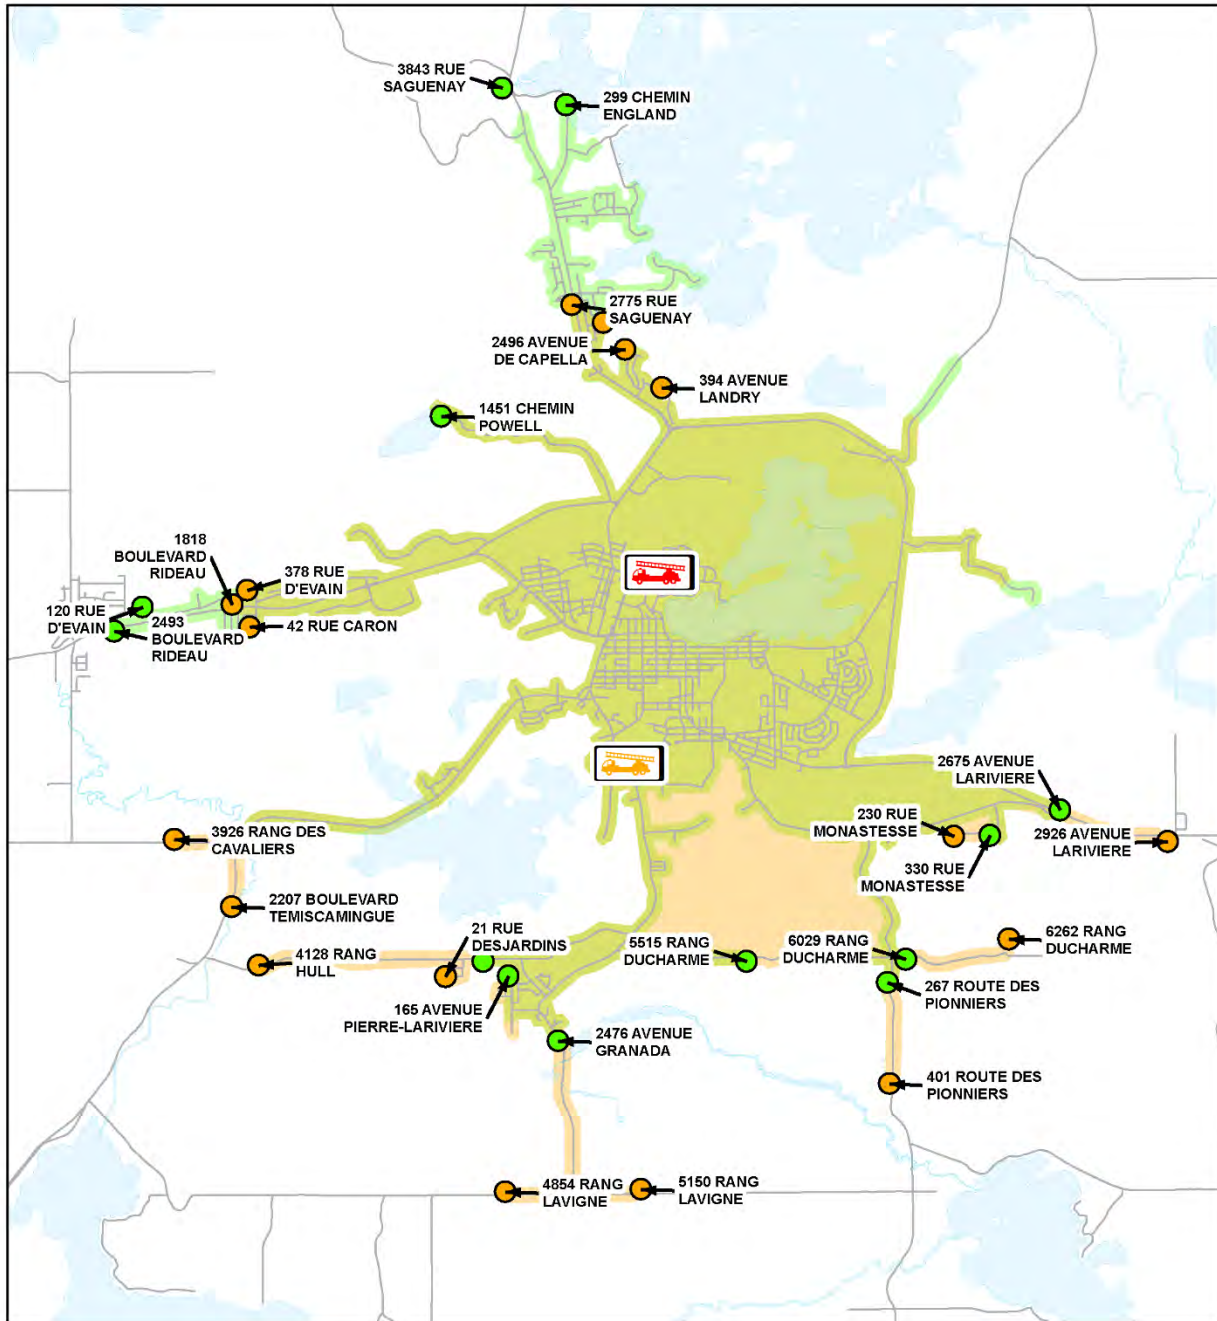 3843 RUE
SAGUENAY
299 CHEMIN
ENGLAND
2775 RUE
SAGUENAY
2496 AVENUE
DE CAPELLA
394 AVENUE
LANDRY
1451 CHEMIN
POWELL
1818
BOULEVARD
RIDEAU
378 RUE
D'EVAIN
120 RUE
D'EVAIN
2493
BOULEVARD
RIDEAU
42 RUE CARON
2675 AVENUE
LARIVIERE
230 RUE
MONASTESSE
2926 AVENUE
LARIVIERE
330 RUE
MONASTESSE
3926 RANG DES
CAVALIERS
2207 BOULEVARD
TEMISCAMINGUE
21 RUE
DESJARDINS
4128 RANG
HULL
5515 RANG
DUCHARME
6029 RANG
DUCHARME
6262 RANG
DUCHARME
267 ROUTE DES
PIONNIERS
165 AVENUE
PIERRE-LARIVIERE
2476 AVENUE
GRANADA
401 ROUTE DES
PIONNIERS
4854 RANG
LAVIGNE
5150 RANG
LAVIGNE